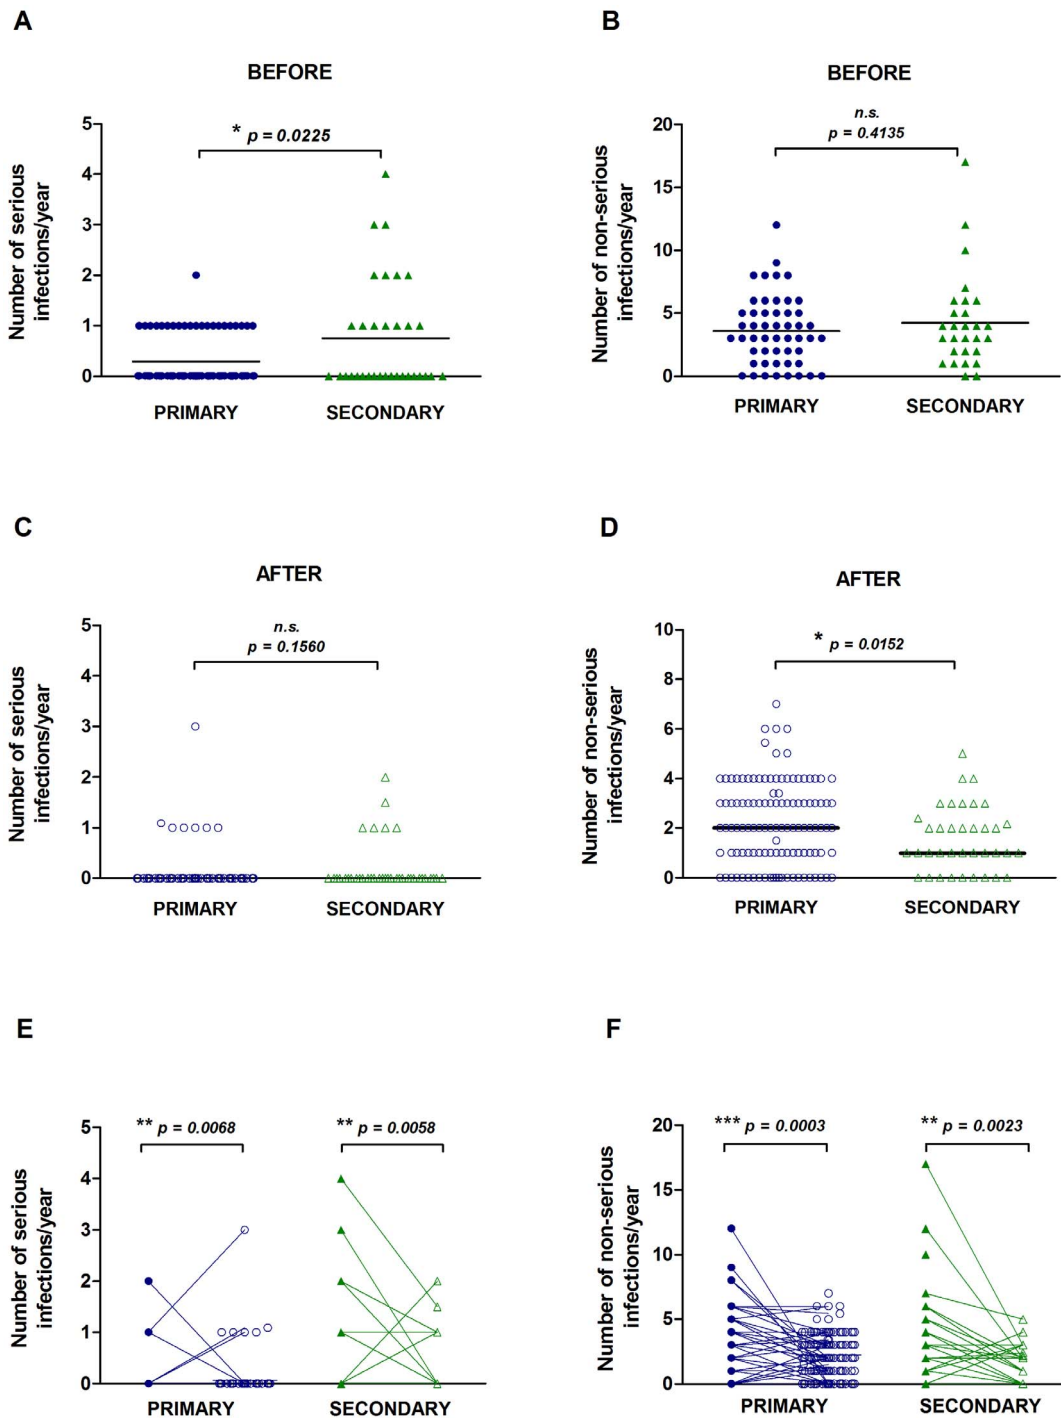 A
BEFORE
* p = 0.0225
Number of serious
infections/year
5
4
3
2
1
0
PRIMARY
SECONDARY
B
BEFORE
n.s.
p = 0.4135
Number of non-serious
infections/year
20
15
10
5
0
PRIMARY
SECONDARY
C
AFTER
n.s.
p = 0.1560
Number of serious
infections/year
5
4
3
2
1
0
PRIMARY
SECONDARY
D
AFTER
* p = 0.0152
Number of non-serious
infections/year
10
8
6
4
2
0
PRIMARY
SECONDARY
E
** p = 0.0068
** p = 0.0058
Number of serious
infections/year
5
4
3
2
1
0
PRIMARY
SECONDARY
F
*** p = 0.0003
** p = 0.0023
Number of non-serious
infections/year
20
15
10
5
0
PRIMARY
SECONDARY